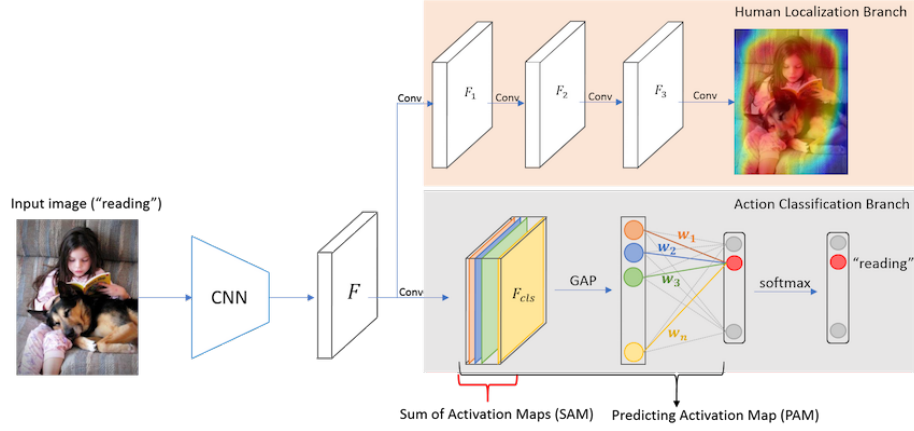 Human Localization Branch
F₁
F₂
F₃
Conv
Conv
Conv
Conv
Input image (“reading”)
Action Classification Branch
CNN
F
Conv
F_cls
GAP
w₁
w₂
w₃
wₙ
softmax
“reading”
Sum of Activation Maps (SAM)
Predicting Activation Map (PAM)